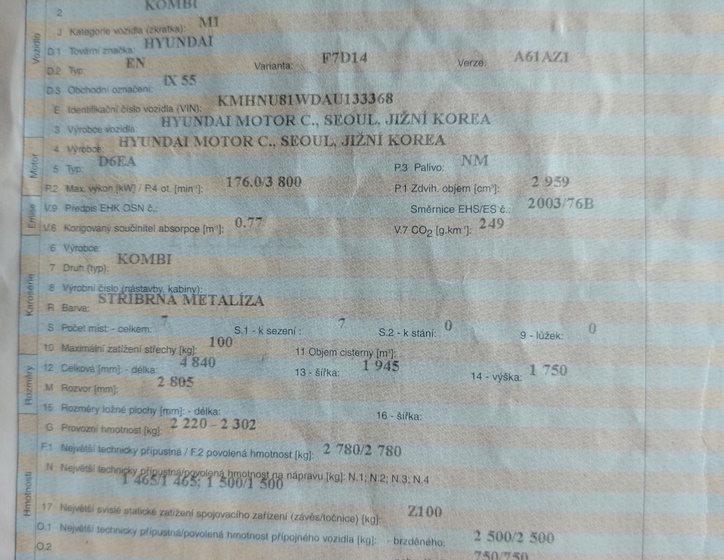 2 KOMBI
J Kategorie vozidla (zkratka): M1
Vozidlo
D.1 Tovární značka: HYUNDAI
D.2 Typ: EN Varianta: F7D14 Verze: A61AZ1
D.3 Obchodní označení: IX 55
E Identifikační číslo vozidla (VIN): KMHNU81WDAU133368
3 Výrobce vozidla: HYUNDAI MOTOR C., SEOUL, JIŽNÍ KOREA
Motor
4 Výrobce: HYUNDAI MOTOR C., SEOUL, JIŽNÍ KOREA
5 Typ: D6EA P.3 Palivo: NM
P.2 Max. výkon [kW] / P.4 ot. [min⁻¹]: 176.0/3 800 P.1 Zdvih. objem [cm³]: 2 959
Emise
V.9 Předpis EHK OSN č.: Směrnice EHS/ES č.: 2003/76B
V.6 Korigovaný součinitel absorpce [m⁻¹]: 0.77 V.7 CO₂ [g.km⁻¹]: 249
Karosérie
6 Výrobce:
7 Druh (typ): KOMBI
8 Výrobní číslo (nástavby, kabiny):
R Barva: STŘÍBRNÁ METALÍZA
S Počet míst: - celkem: 7 S.1 - k sezení: 7 S.2 - k stání: 0 9 - lůžek: 0
10 Maximální zatížení střechy [kg]: 100 11 Objem cisterny [m³]:
Rozměry
12 Celková [mm]: - délka: 4 840 13 - šířka: 1 945 14 - výška: 1 750
M Rozvor [mm]: 2 805
15 Rozměry ložné plochy [mm]: - délka: 16 - šířka:
Hmotnosti
G Provozní hmotnost [kg]: 2 220 - 2 302
F.1 Největší technicky přípustná / F.2 povolená hmotnost [kg]: 2 780/2 780
N Největší technicky přípustná/povolená hmotnost na nápravu [kg]: N.1; N.2; N.3; N.4
1 465/1 465; 1 500/1 500
17 Největší svislé statické zatížení spojovacího zařízení (závěs/točnice) [kg] Z100
O.1 Největší technicky přípustná/povolená hmotnost přípojného vozidla [kg]: - brzděného: 2 500/2 500
O.2 750/750